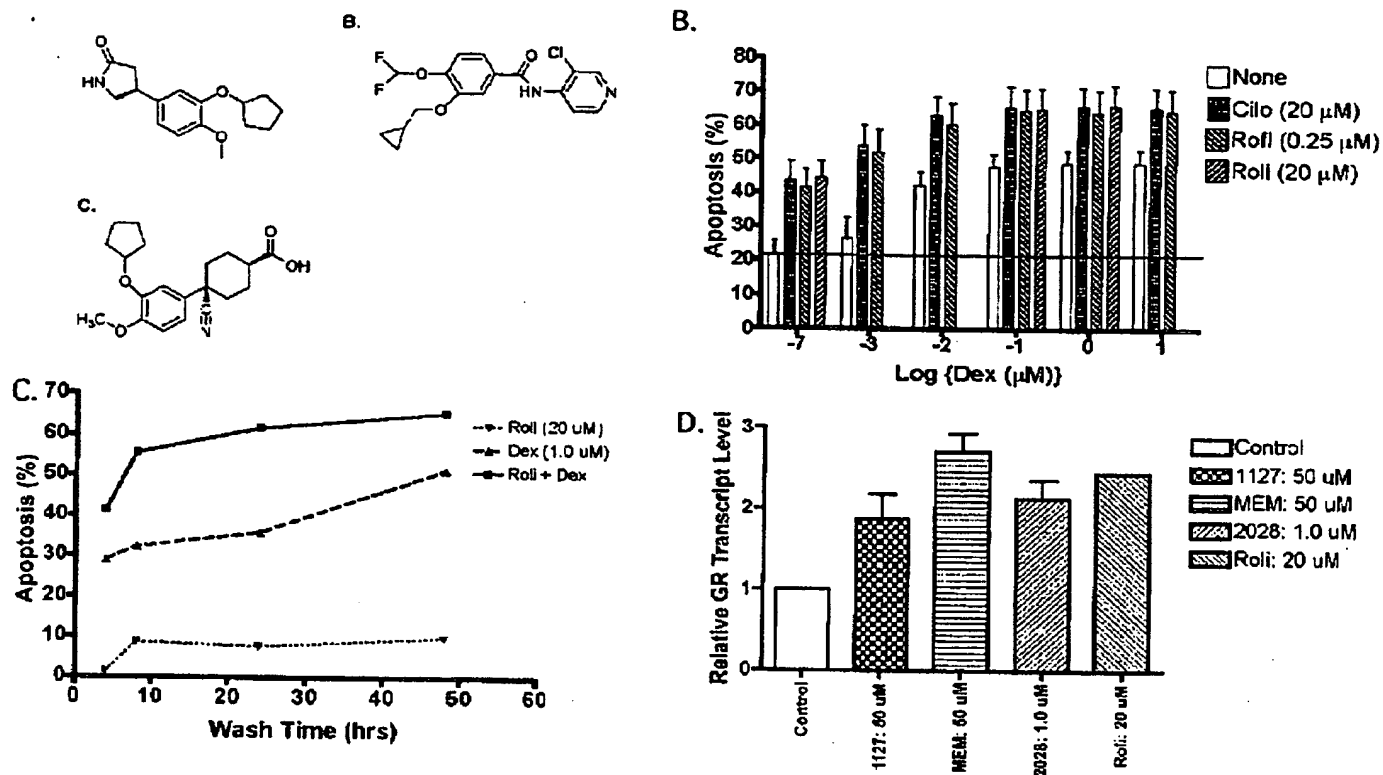 B.
O
HN
O
O
F
F
O
O
O
HN
Cl
N
C.
O
O
OH
H₃C
O
N
B.
Apoptosis (%)
80
70
60
50
40
30
20
10
0
-7
-3
-2
-1
0
1
Log {Dex (μM)}
None
Cilo (20 μM)
Rofl (0.25 μM)
Roli (20 μM)
C.
Apoptosis (%)
70
60
50
40
30
20
10
0
0
10
20
30
40
50
60
Wash Time (hrs)
Roli (20 uM)
Dex (1.0 uM)
Roli + Dex
D.
Relative GR Transcript Level
3
2
1
0
Control
1127: 50 uM
MEM: 50 uM
2028: 1.0 uM
Roli: 20 uM
Control
1127: 50 uM
MEM: 50 uM
2028: 1.0 uM
Roli: 20 uM